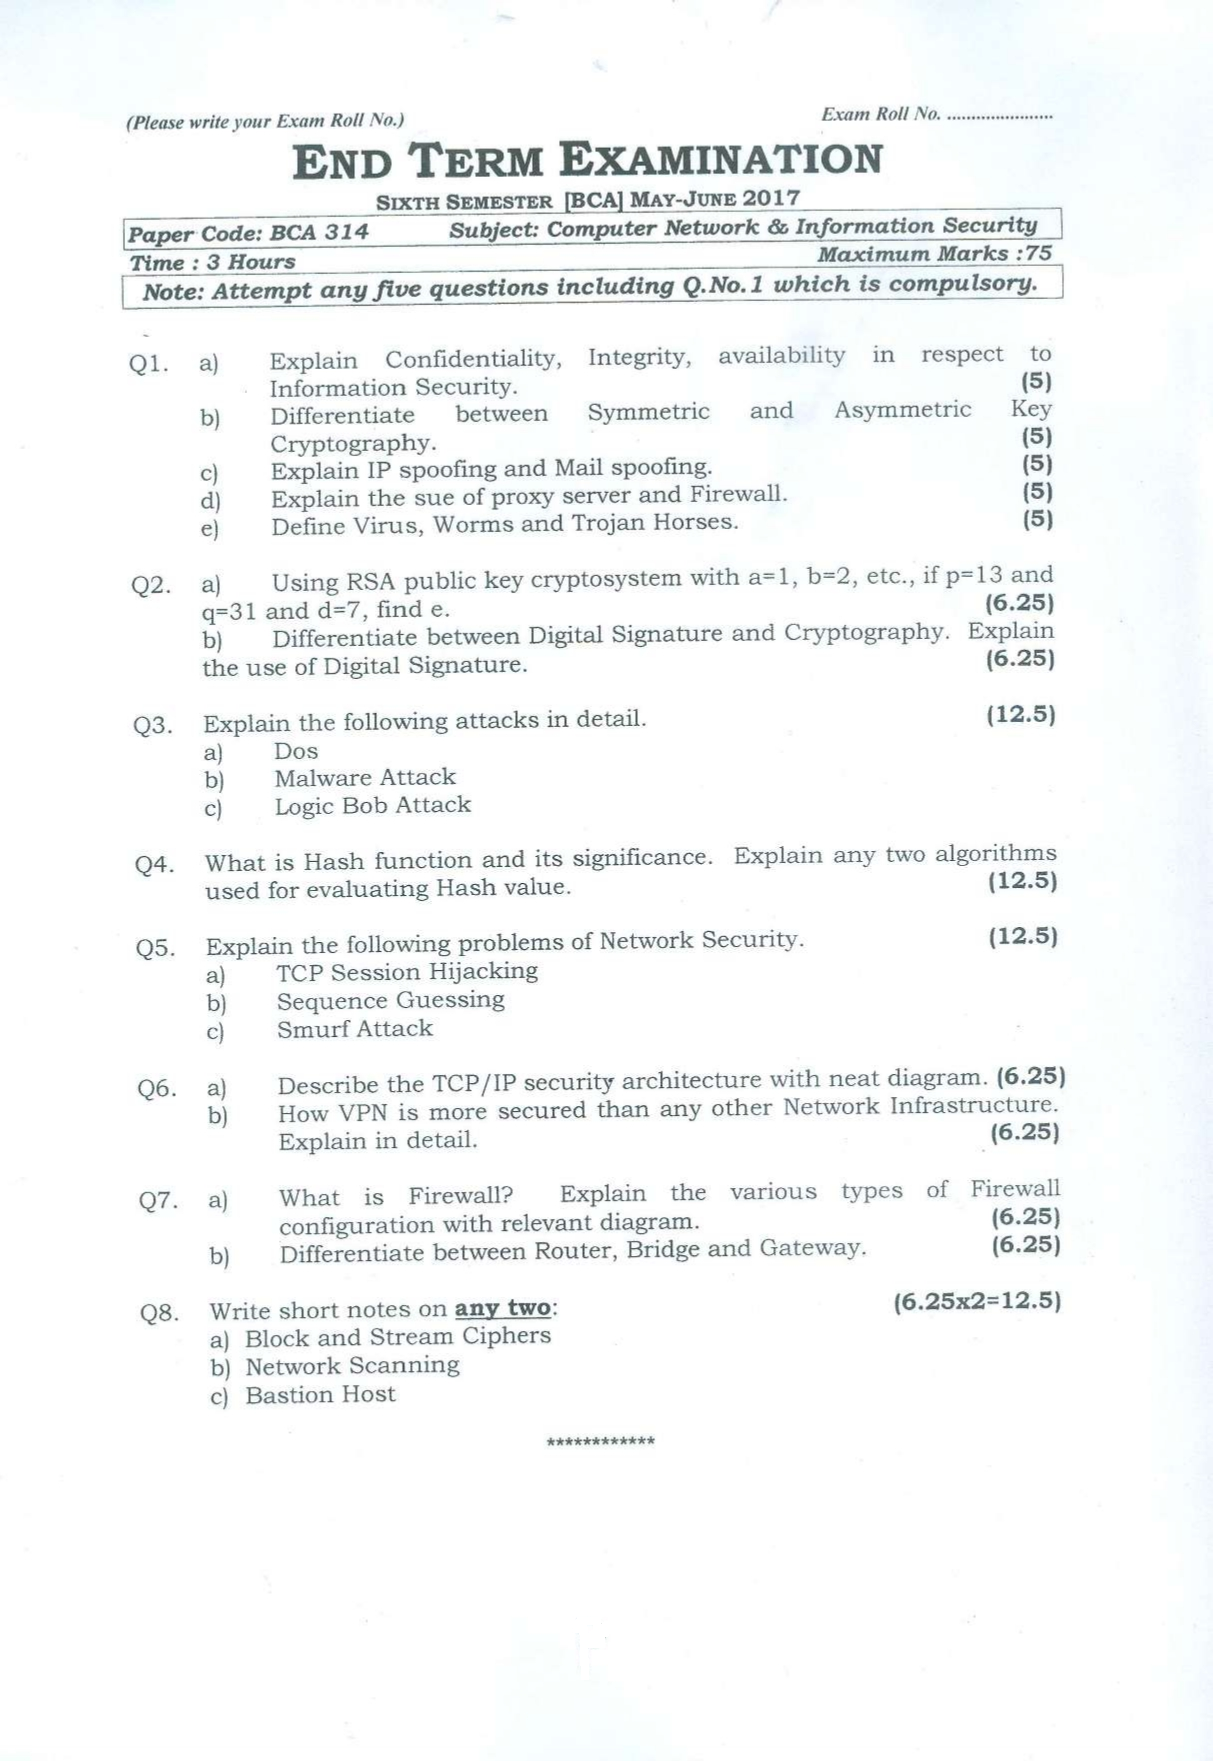 (Please write your Exam Roll No.)
Exam Roll No. ......................
END TERM EXAMINATION
SIXTH SEMESTER [BCA] MAY-JUNE 2017
Paper Code: BCA 314 Subject: Computer Network & Information Security
Time : 3 Hours Maximum Marks :75
Note: Attempt any five questions including Q.No.1 which is compulsory.
Q1. a) Explain Confidentiality, Integrity, availability in respect to
Information Security. (5)
b) Differentiate between Symmetric and Asymmetric Key
Cryptography. (5)
c) Explain IP spoofing and Mail spoofing. (5)
d) Explain the sue of proxy server and Firewall. (5)
e) Define Virus, Worms and Trojan Horses. (5)
Q2. a) Using RSA public key cryptosystem with a=1, b=2, etc., if p=13 and
q=31 and d=7, find e. (6.25)
b) Differentiate between Digital Signature and Cryptography. Explain
the use of Digital Signature. (6.25)
Q3. Explain the following attacks in detail. (12.5)
a) Dos
b) Malware Attack
c) Logic Bob Attack
Q4. What is Hash function and its significance. Explain any two algorithms
used for evaluating Hash value. (12.5)
Q5. Explain the following problems of Network Security. (12.5)
a) TCP Session Hijacking
b) Sequence Guessing
c) Smurf Attack
Q6. a) Describe the TCP/IP security architecture with neat diagram. (6.25)
b) How VPN is more secured than any other Network Infrastructure.
Explain in detail. (6.25)
Q7. a) What is Firewall? Explain the various types of Firewall
configuration with relevant diagram. (6.25)
b) Differentiate between Router, Bridge and Gateway. (6.25)
Q8. Write short notes on any two: (6.25x2=12.5)
a) Block and Stream Ciphers
b) Network Scanning
c) Bastion Host
************